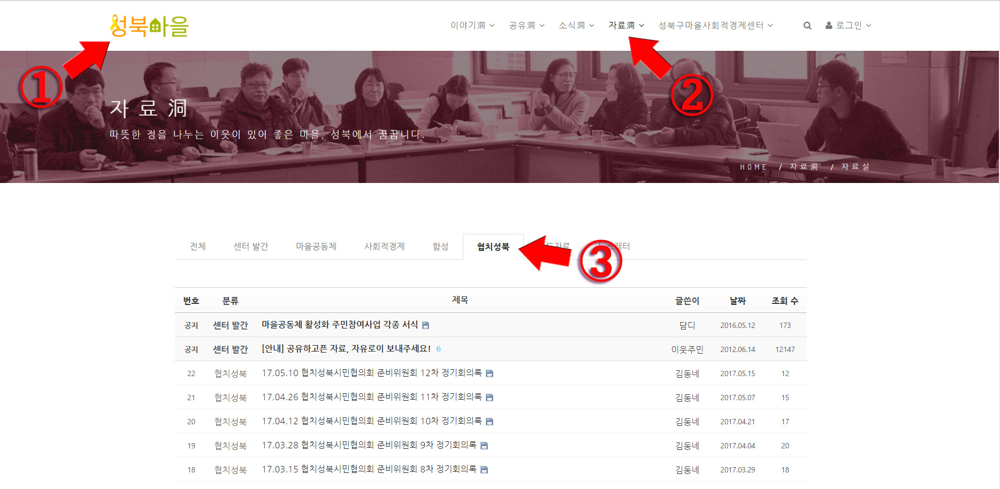 성북마을
이야기洞 공유洞 소식洞 자료洞 성북구마을사회적경제센터 로그인
① ②
자료洞
따뜻한 정을 나누는 이웃이 있어 좋은 마을, 성북에서 꿈꿉니다.
HOME / 자료洞 / 자료실
전체 센터 발간 마을공동체 사회적경제 함성 협치성북
③
번호 분류 제목 글쓴이 날짜 조회 수
공지 센터 발간 마을공동체 활성화 주민참여사업 각종 서식 담디 2016.05.12 173
공지 센터 발간 [안내] 공유하고픈 자료, 자유로이 보내주세요! 6 이웃주민 2012.06.14 12147
22 협치성북 17.05.10 협치성북시민협의회 준비위원회 12차 정기회의록 김동네 2017.05.15 12
21 협치성북 17.04.26 협치성북시민협의회 준비위원회 11차 정기회의록 김동네 2017.05.07 15
20 협치성북 17.04.12 협치성북시민협의회 준비위원회 10차 정기회의록 김동네 2017.04.21 17
19 협치성북 17.03.28 협치성북시민협의회 준비위원회 9차 정기회의록 김동네 2017.04.04 20
18 협치성북 17.03.15 협치성북시민협의회 준비위원회 8차 정기회의록 김동네 2017.03.29 18